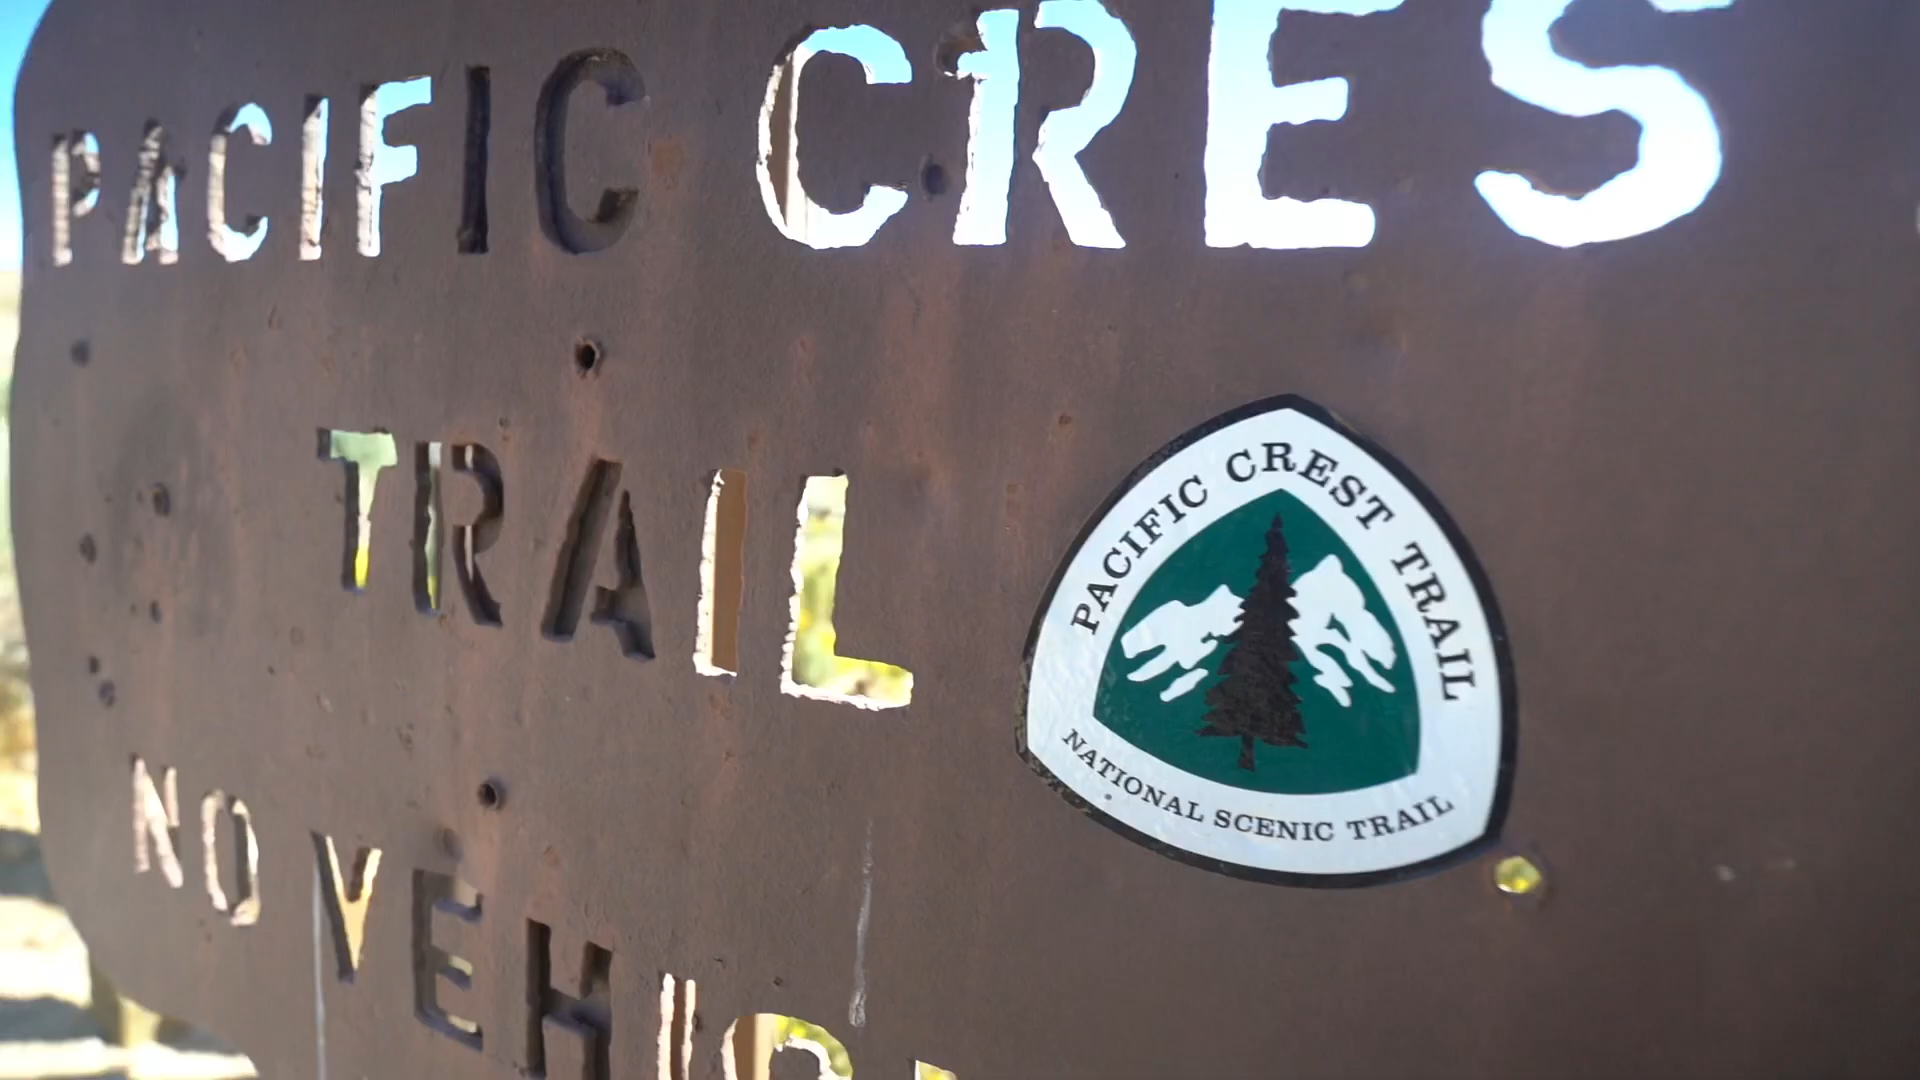 PACIFIC CRES
TRAIL
PACIFIC CREST TRAIL
NATIONAL SCENIC TRAIL
NO VEHIC